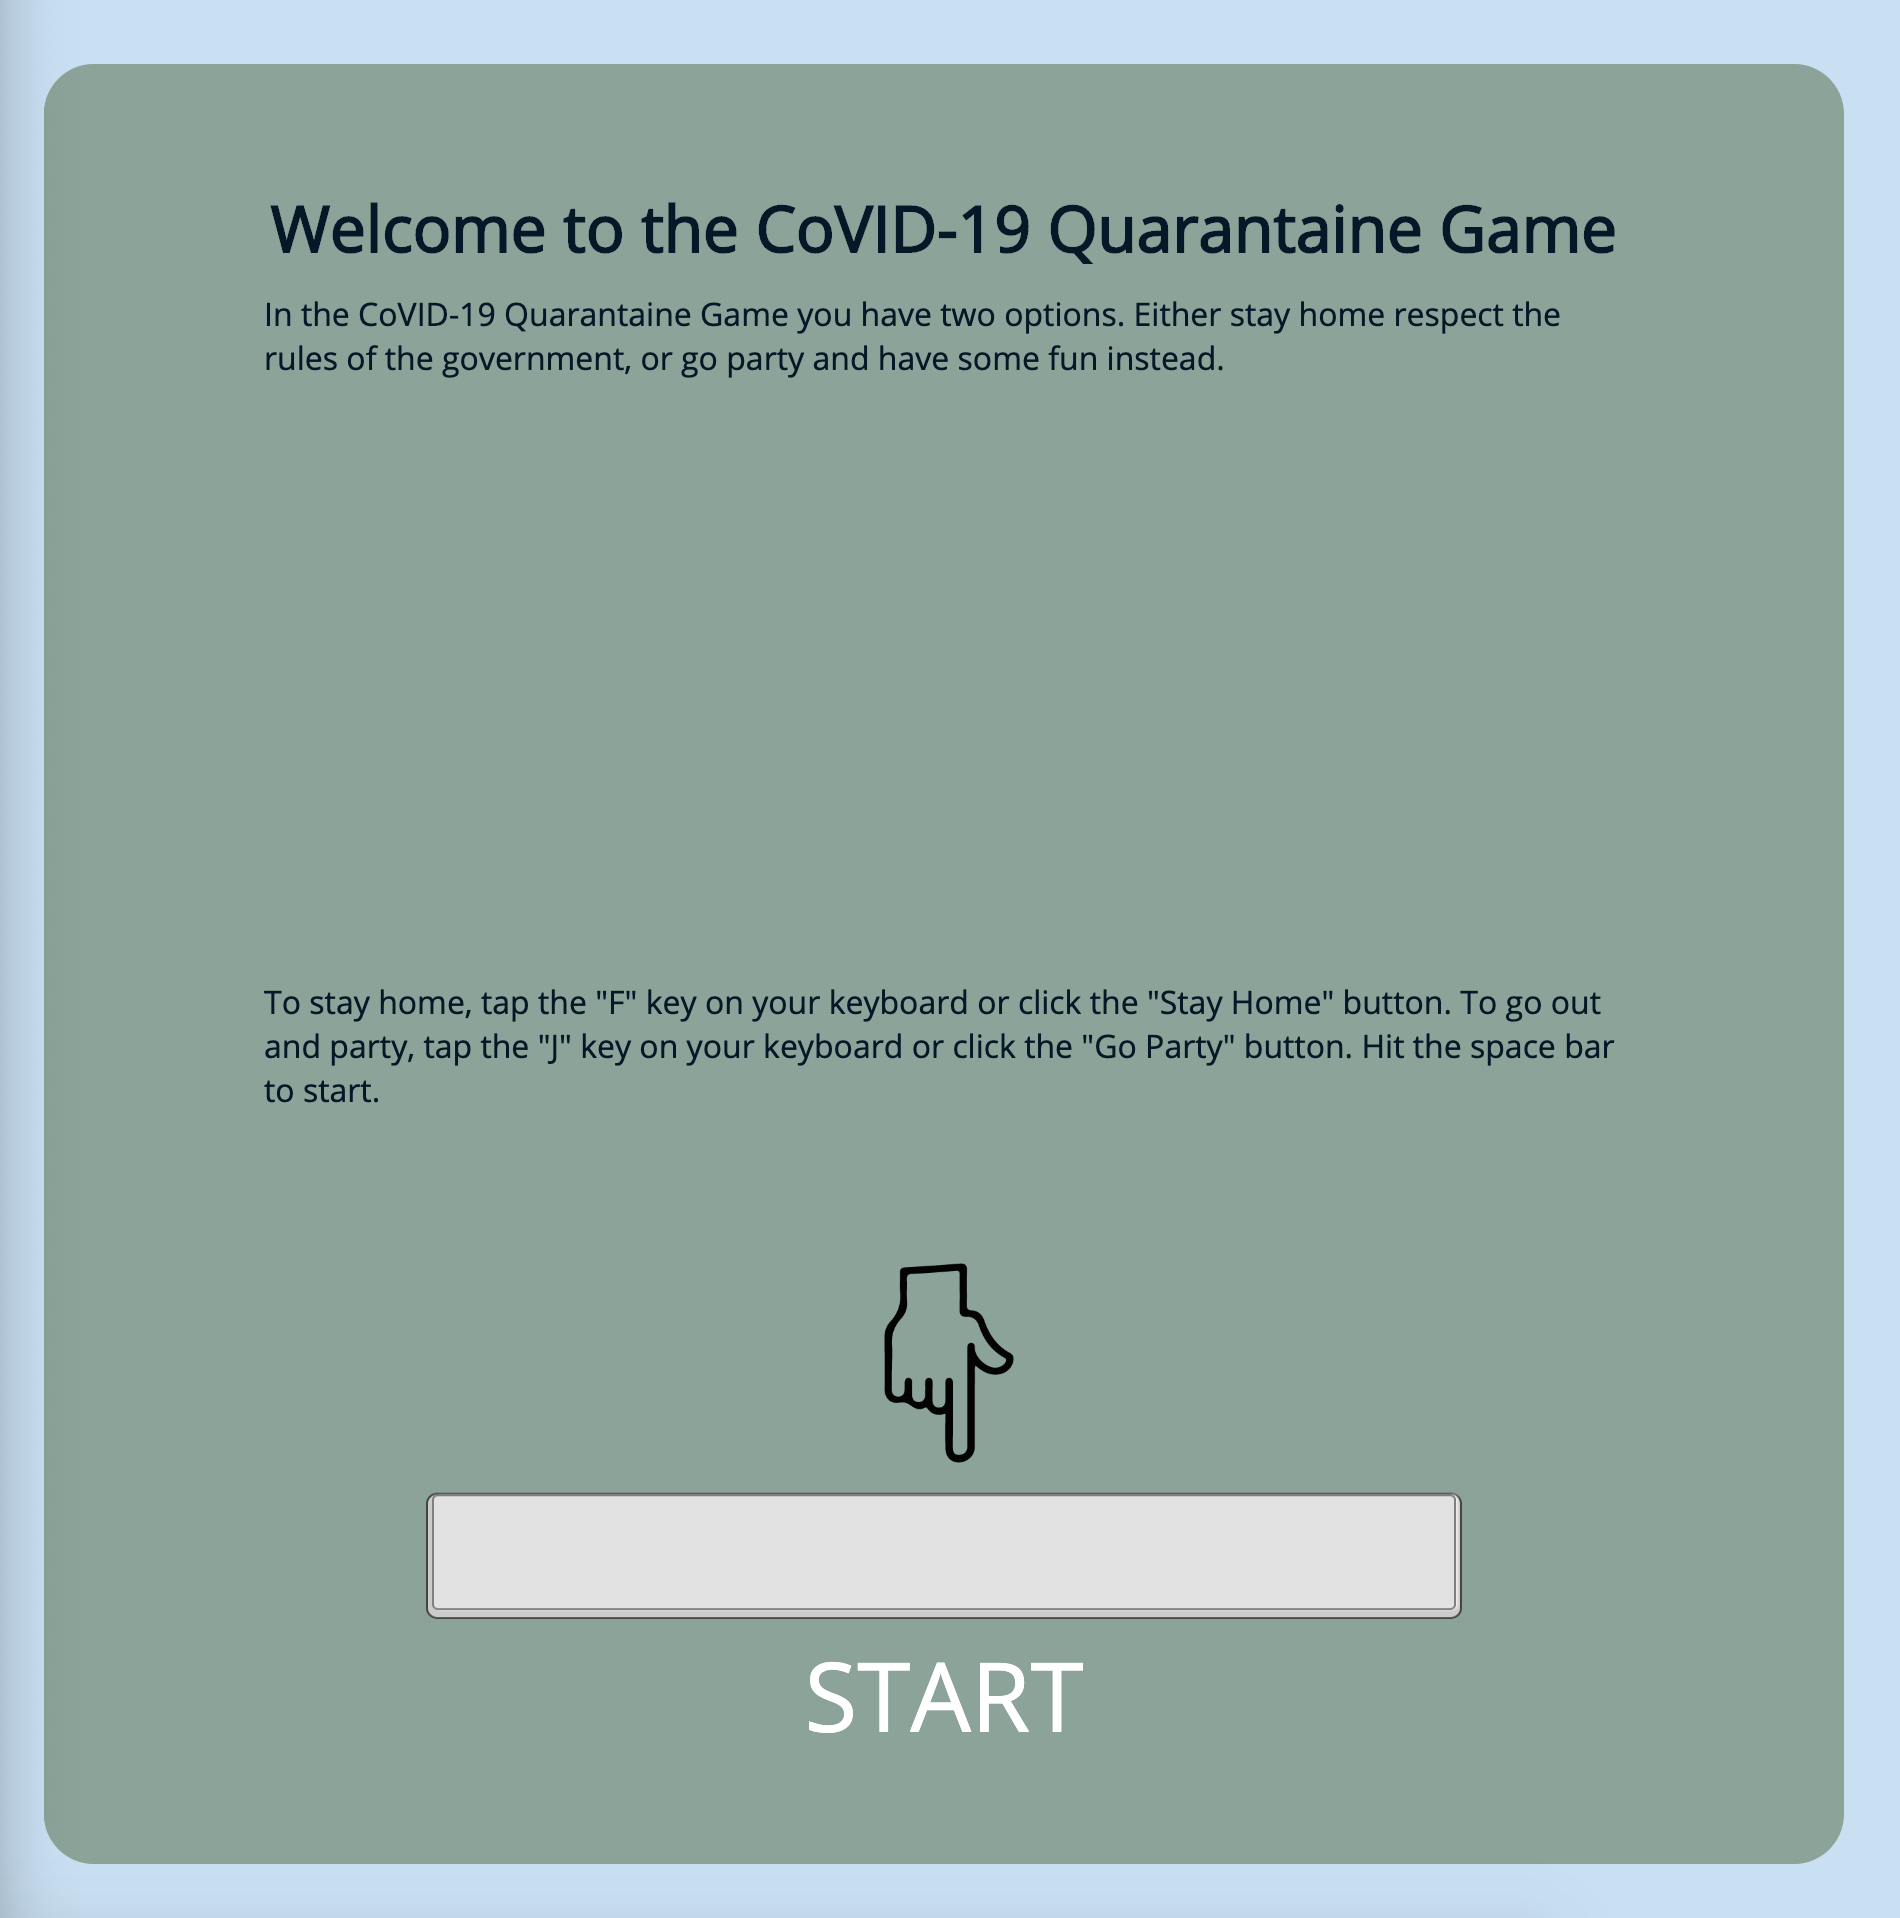 Welcome to the CoVID-19 Quarantaine Game
In the CoVID-19 Quarantaine Game you have two options. Either stay home respect the
rules of the government, or go party and have some fun instead.
To stay home, tap the "F" key on your keyboard or click the "Stay Home" button. To go out
and party, tap the "J" key on your keyboard or click the "Go Party" button. Hit the space bar
to start.
START